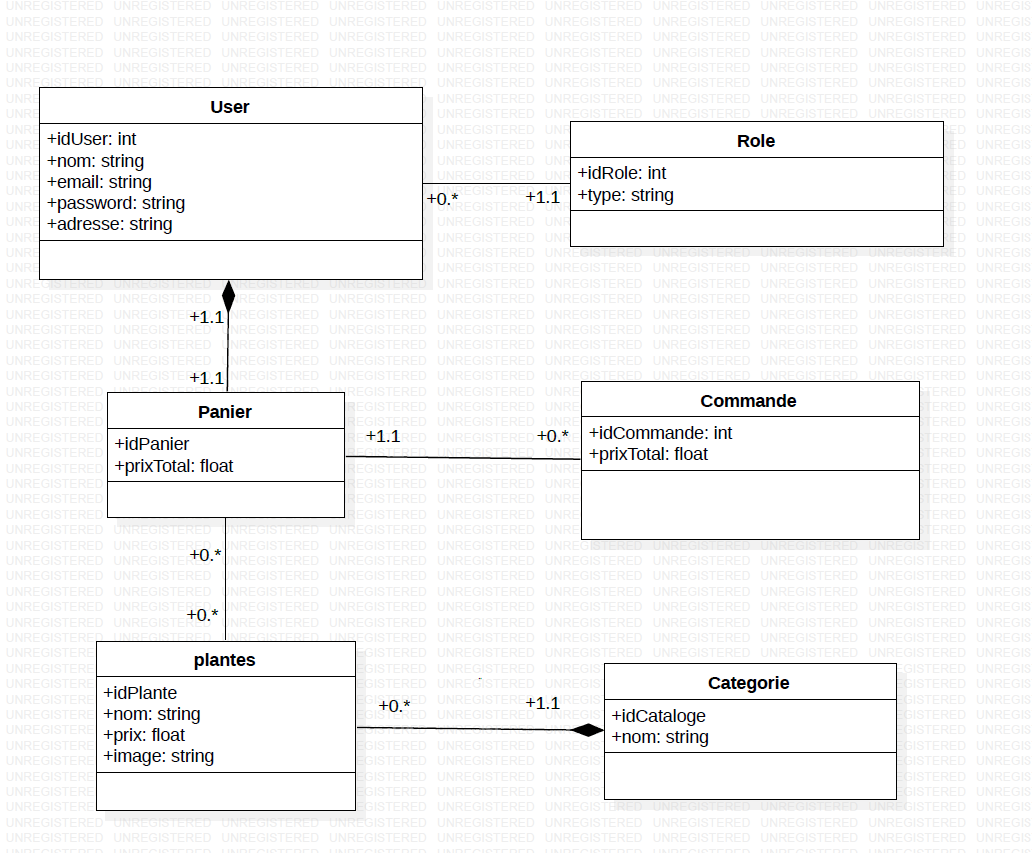 User
+idUser: int
+nom: string
+email: string
+password: string
+adresse: string
+0.*
+1.1
Role
+idRole: int
+type: string
+1.1
+1.1
Panier
+idPanier
+prixTotal: float
+1.1
+0.*
Commande
+idCommande: int
+prixTotal: float
+0.*
+0.*
plantes
+idPlante
+nom: string
+prix: float
+image: string
+0.*
+1.1
Categorie
+idCataloge
+nom: string
UNREGISTERED